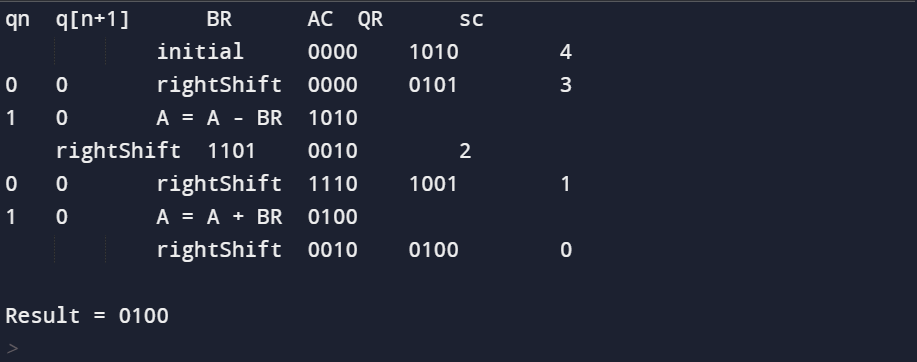 qn q[n+1] BR AC QR sc
initial 0000 1010 4
0 0 rightShift 0000 0101 3
1 0 A = A - BR 1010
rightShift 1101 0010 2
0 0 rightShift 1110 1001 1
1 0 A = A + BR 0100
rightShift 0010 0100 0
Result = 0100
>